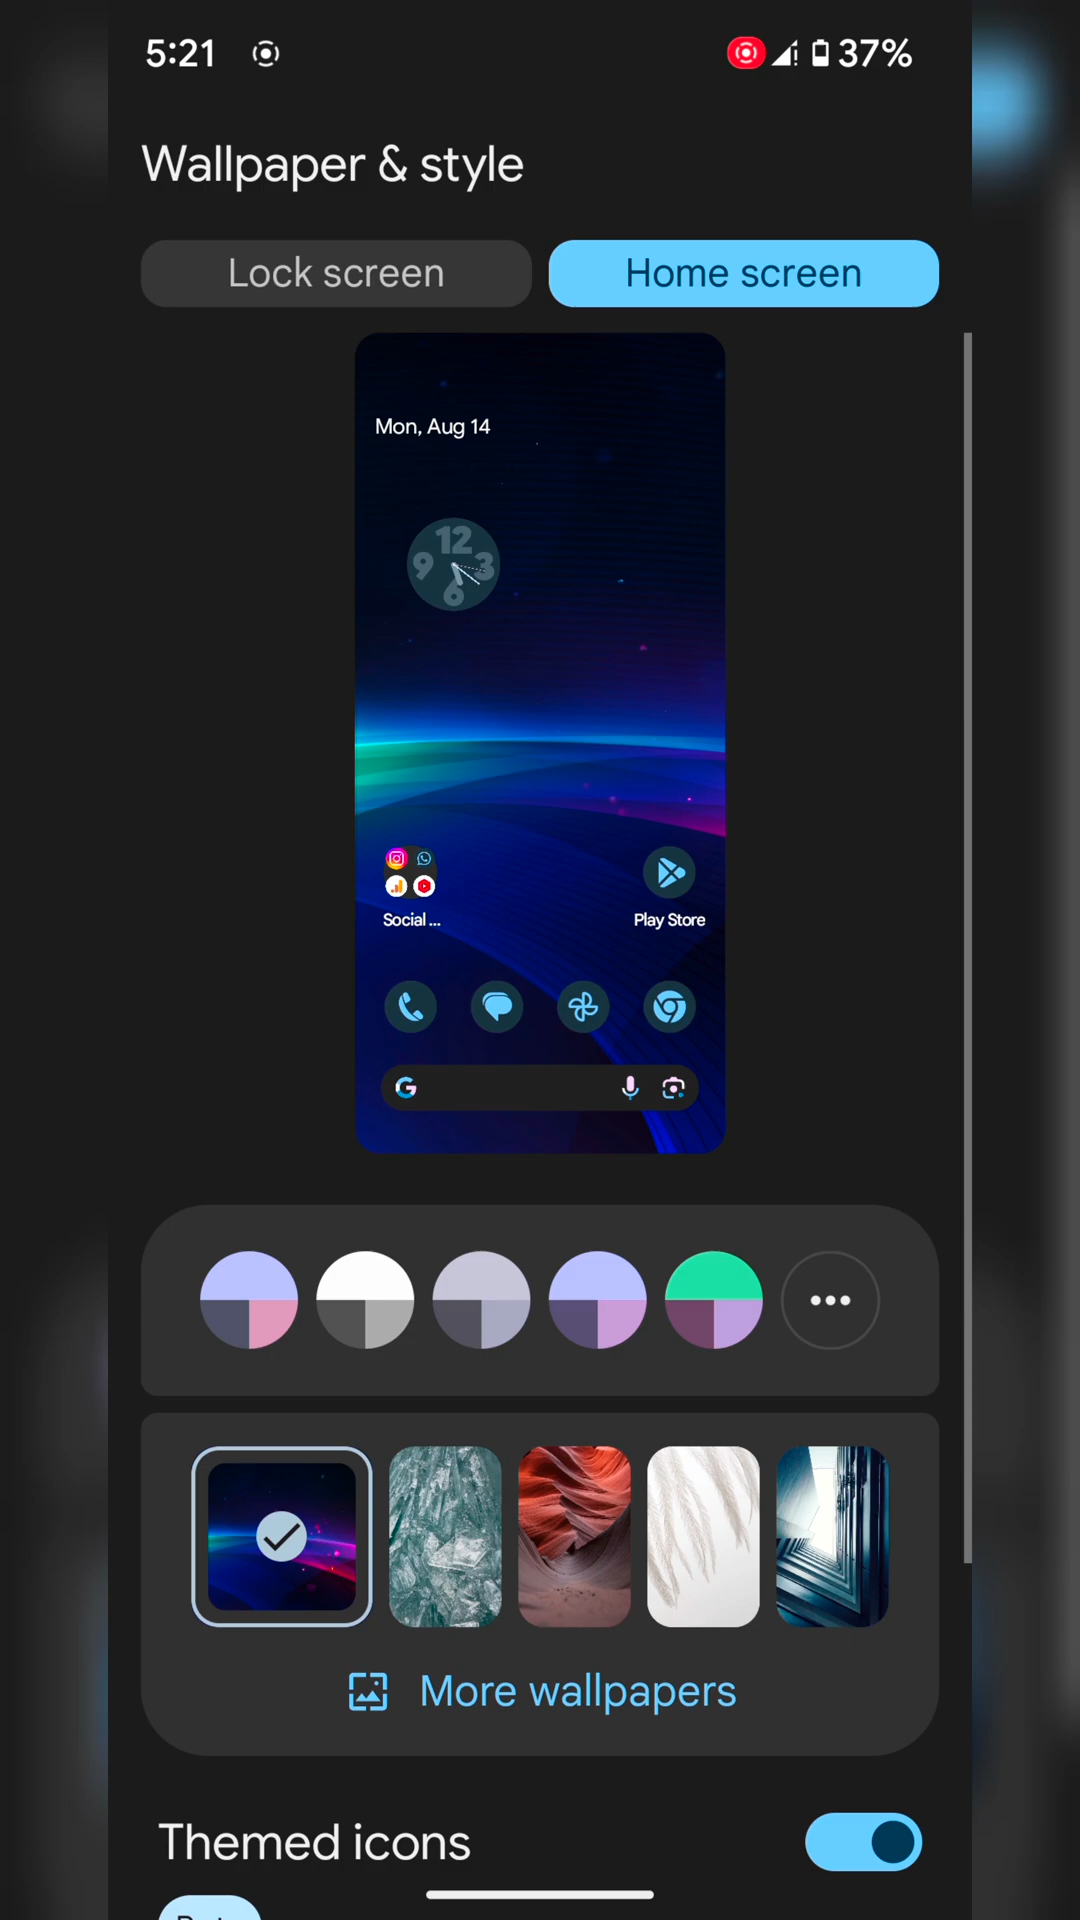 5:21
37%
Wallpaper & style
Lock screen
Home screen
Mon, Aug 14
12
9 3
6
Social ...
Play Store
More wallpapers
Themed icons